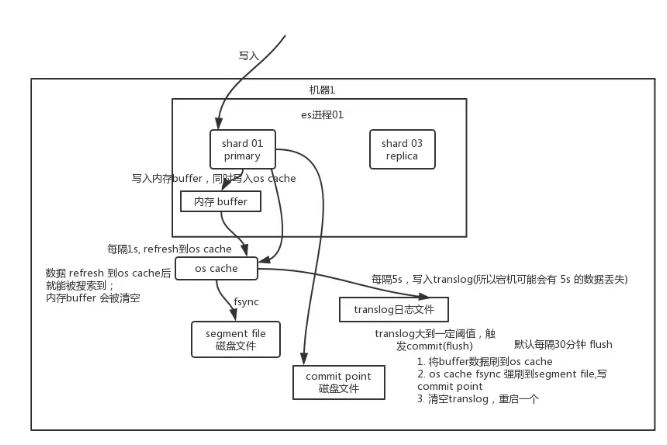 写入
机器1
es进程01
shard 01
primary
shard 03
replica
写入内存buffer，同时写入os cache
内存 buffer
每隔1s, refresh到os cache
os cache
数据 refresh 到os cache后
就能被搜索到；
内存buffer 会被清空
每隔5s，写入translog(所以宕机可能会有 5s 的数据丢失)
fsync
translog日志文件
segment file
磁盘文件
translog大到一定阈值，触
发commit(flush)
默认每隔30分钟 flush
commit point
磁盘文件
1. 将buffer数据刷到os cache
2. os cache fsync 强刷到segment file,写
commit point
3. 清空translog，重启一个